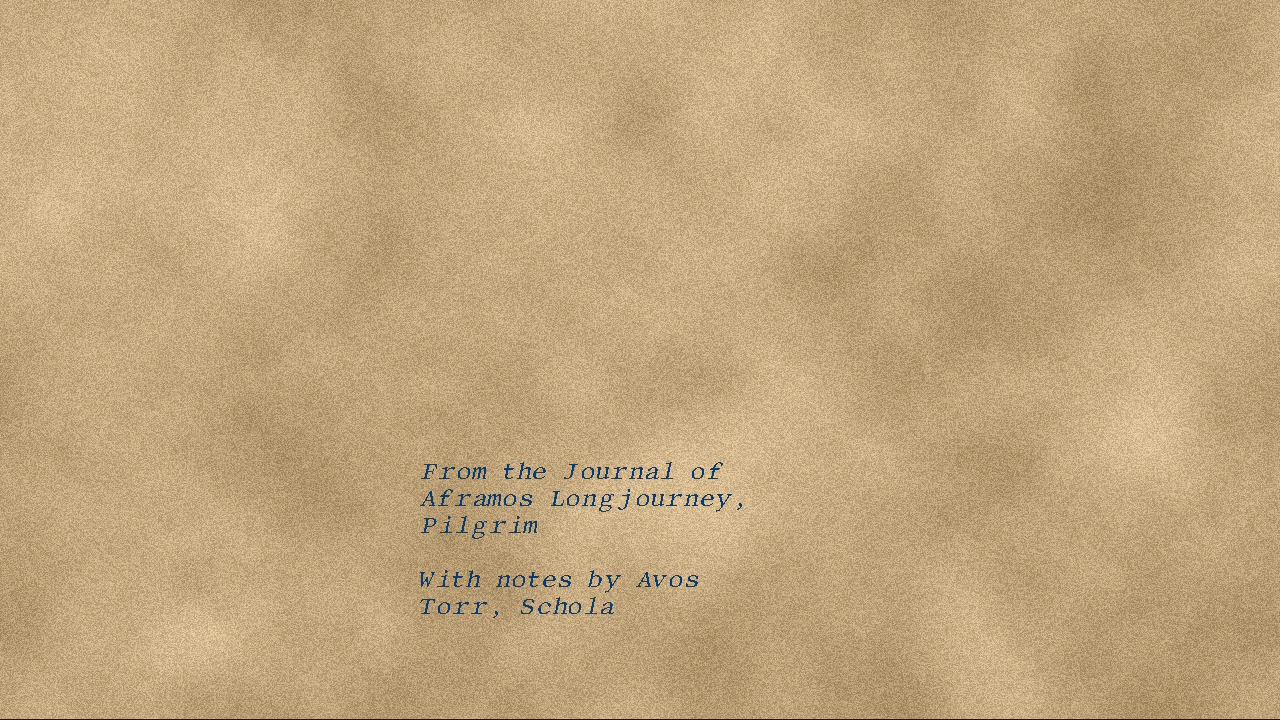 From the Journal of
Aframos Longjourney,
Pilgrim
With notes by Avos
Torr, Schola